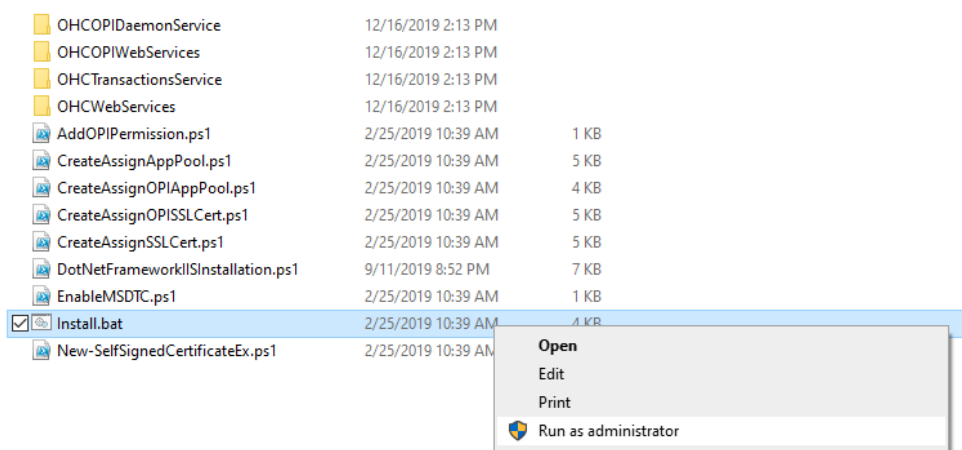 OHCOPIDaemonService 12/16/2019 2:13 PM
OHCOPIWebServices 12/16/2019 2:13 PM
OHCTransactionsService 12/16/2019 2:13 PM
OHCWebServices 12/16/2019 2:13 PM
AddOPIPermission.ps1 2/25/2019 10:39 AM 1 KB
CreateAssignAppPool.ps1 2/25/2019 10:39 AM 5 KB
CreateAssignOPIAppPool.ps1 2/25/2019 10:39 AM 4 KB
CreateAssignOPISSLCert.ps1 2/25/2019 10:39 AM 5 KB
CreateAssignSSLCert.ps1 2/25/2019 10:39 AM 5 KB
DotNetFrameworkIISInstallation.ps1 9/11/2019 8:52 PM 7 KB
EnableMSDTC.ps1 2/25/2019 10:39 AM 1 KB
Install.bat 2/25/2019 10:39 AM 4 KB
New-SelfSignedCertificateEx.ps1 2/25/2019 10:39 AM
Open
Edit
Print
Run as administrator